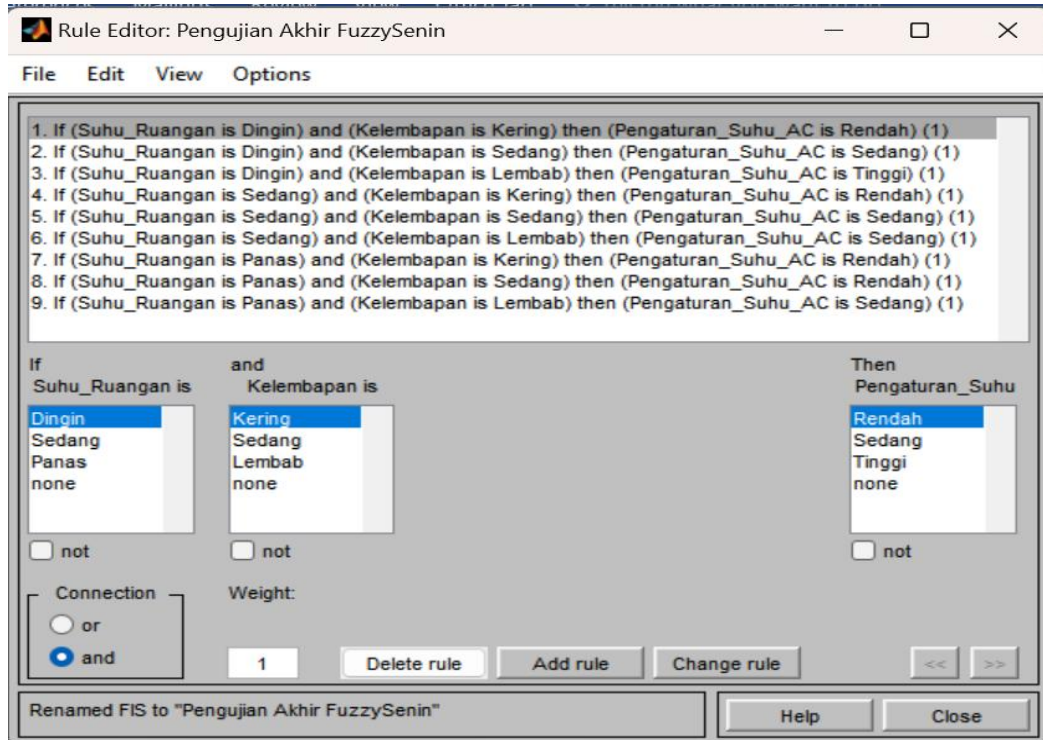 Rule Editor: Pengujian Akhir FuzzySenin
File Edit View Options
1. If (Suhu_Ruangan is Dingin) and (Kelembapan is Kering) then (Pengaturan_Suhu_AC is Rendah) (1)
2. If (Suhu_Ruangan is Dingin) and (Kelembapan is Sedang) then (Pengaturan_Suhu_AC is Sedang) (1)
3. If (Suhu_Ruangan is Dingin) and (Kelembapan is Lembab) then (Pengaturan_Suhu_AC is Tinggi) (1)
4. If (Suhu_Ruangan is Sedang) and (Kelembapan is Kering) then (Pengaturan_Suhu_AC is Rendah) (1)
5. If (Suhu_Ruangan is Sedang) and (Kelembapan is Sedang) then (Pengaturan_Suhu_AC is Sedang) (1)
6. If (Suhu_Ruangan is Sedang) and (Kelembapan is Lembab) then (Pengaturan_Suhu_AC is Sedang) (1)
7. If (Suhu_Ruangan is Panas) and (Kelembapan is Kering) then (Pengaturan_Suhu_AC is Rendah) (1)
8. If (Suhu_Ruangan is Panas) and (Kelembapan is Sedang) then (Pengaturan_Suhu_AC is Rendah) (1)
9. If (Suhu_Ruangan is Panas) and (Kelembapan is Lembab) then (Pengaturan_Suhu_AC is Sedang) (1)
If and Then
Suhu_Ruangan is Kelembapan is Pengaturan_Suhu
Dingin Kering Rendah
Sedang Sedang Sedang
Panas Lembab Tinggi
none none none
not not not
Connection Weight:
or
and 1 Delete rule Add rule Change rule << >>
Renamed FIS to "Pengujian Akhir FuzzySenin" Help Close